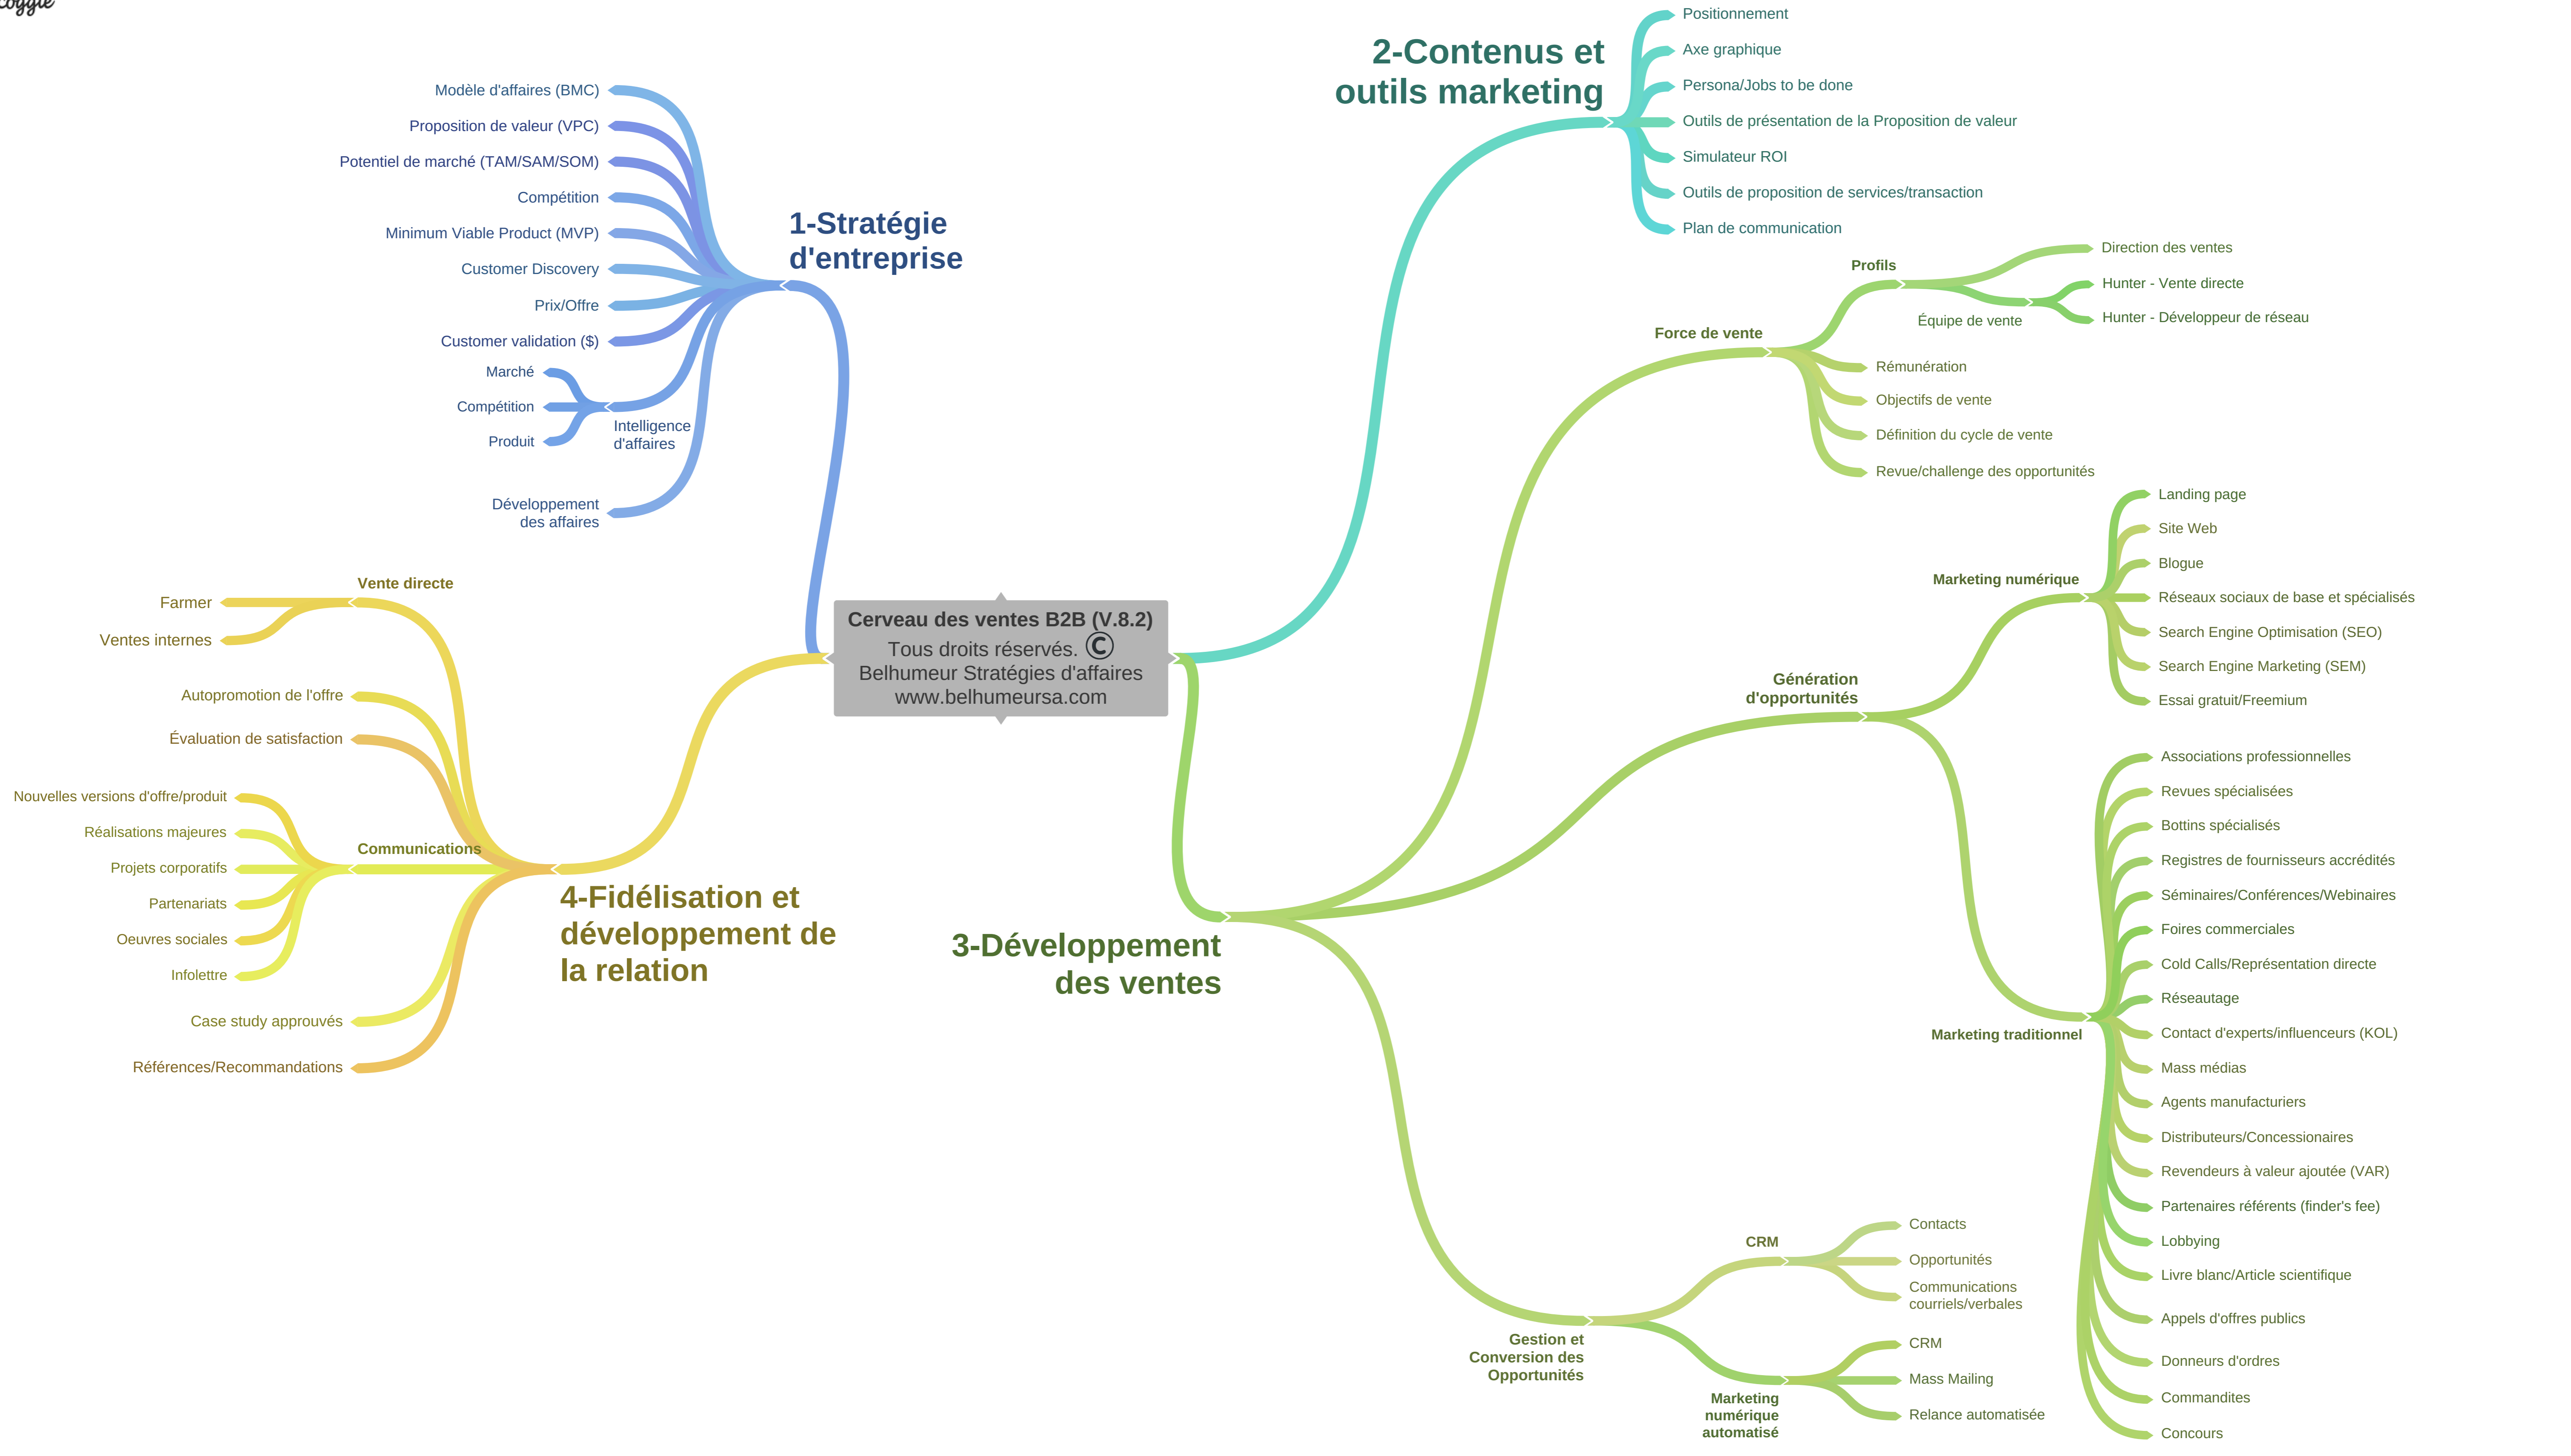 coggle
Modèle d'affaires (BMC)
Proposition de valeur (VPC)
Potentiel de marché (TAM/SAM/SOM)
Compétition
Minimum Viable Product (MVP)
Customer Discovery
Prix/Offre
Customer validation ($)
Marché
Compétition
Produit
Intelligence
d'affaires
Développement
des affaires
1-Stratégie
d'entreprise
2-Contenus et
outils marketing
Positionnement
Axe graphique
Persona/Jobs to be done
Outils de présentation de la Proposition de valeur
Simulateur ROI
Outils de proposition de services/transaction
Plan de communication
Cerveau des ventes B2B (V.8.2)
Tous droits réservés. ©
Belhumeur Stratégies d'affaires
www.belhumeursa.com
3-Développement
des ventes
Force de vente
Profils
Direction des ventes
Équipe de vente
Hunter - Vente directe
Hunter - Développeur de réseau
Rémunération
Objectifs de vente
Définition du cycle de vente
Revue/challenge des opportunités
Génération
d'opportunités
Marketing numérique
Landing page
Site Web
Blogue
Réseaux sociaux de base et spécialisés
Search Engine Optimisation (SEO)
Search Engine Marketing (SEM)
Essai gratuit/Freemium
Marketing traditionnel
Associations professionnelles
Revues spécialisées
Bottins spécialisés
Registres de fournisseurs accrédités
Séminaires/Conférences/Webinaires
Foires commerciales
Cold Calls/Représentation directe
Réseautage
Contact d'experts/influenceurs (KOL)
Mass médias
Agents manufacturiers
Distributeurs/Concessionaires
Revendeurs à valeur ajoutée (VAR)
Partenaires référents (finder's fee)
Lobbying
Livre blanc/Article scientifique
Appels d'offres publics
Donneurs d'ordres
Commandites
Concours
Gestion et
Conversion des
Opportunités
CRM
Contacts
Opportunités
Communications
courriels/verbales
Marketing
numérique
automatisé
CRM
Mass Mailing
Relance automatisée
4-Fidélisation et
développement de
la relation
Vente directe
Farmer
Ventes internes
Autopromotion de l'offre
Évaluation de satisfaction
Communications
Nouvelles versions d'offre/produit
Réalisations majeures
Projets corporatifs
Partenariats
Oeuvres sociales
Infolettre
Case study approuvés
Références/Recommandations